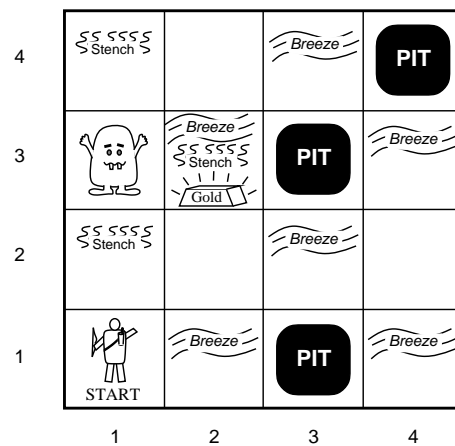 4 Stench Breeze PIT
Breeze
3 Stench PIT Breeze
Gold
2 Stench Breeze
1 Breeze PIT Breeze
START
1 2 3 4